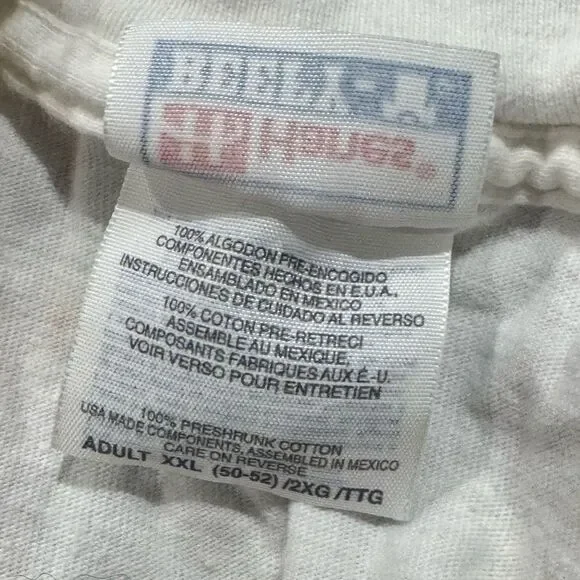 BEEFY-T
Hanes®
100% ALGODON PRE-ENCOGIDO
COMPONENTES HECHOS EN E.U.A.,
ENSAMBLADO EN MEXICO
INSTRUCCIONES DE CUIDADO AL REVERSO
100% COTON PRE-RETRECI
ASSEMBLE AU MEXIQUE,
COMPOSANTS FABRIQUES AUX É-U.
VOIR VERSO POUR ENTRETIEN
100% PRESHRUNK COTTON
USA MADE COMPONENTS, ASSEMBLED IN MEXICO
CARE ON REVERSE
ADULT XXL (50-52) /2XG /TTG